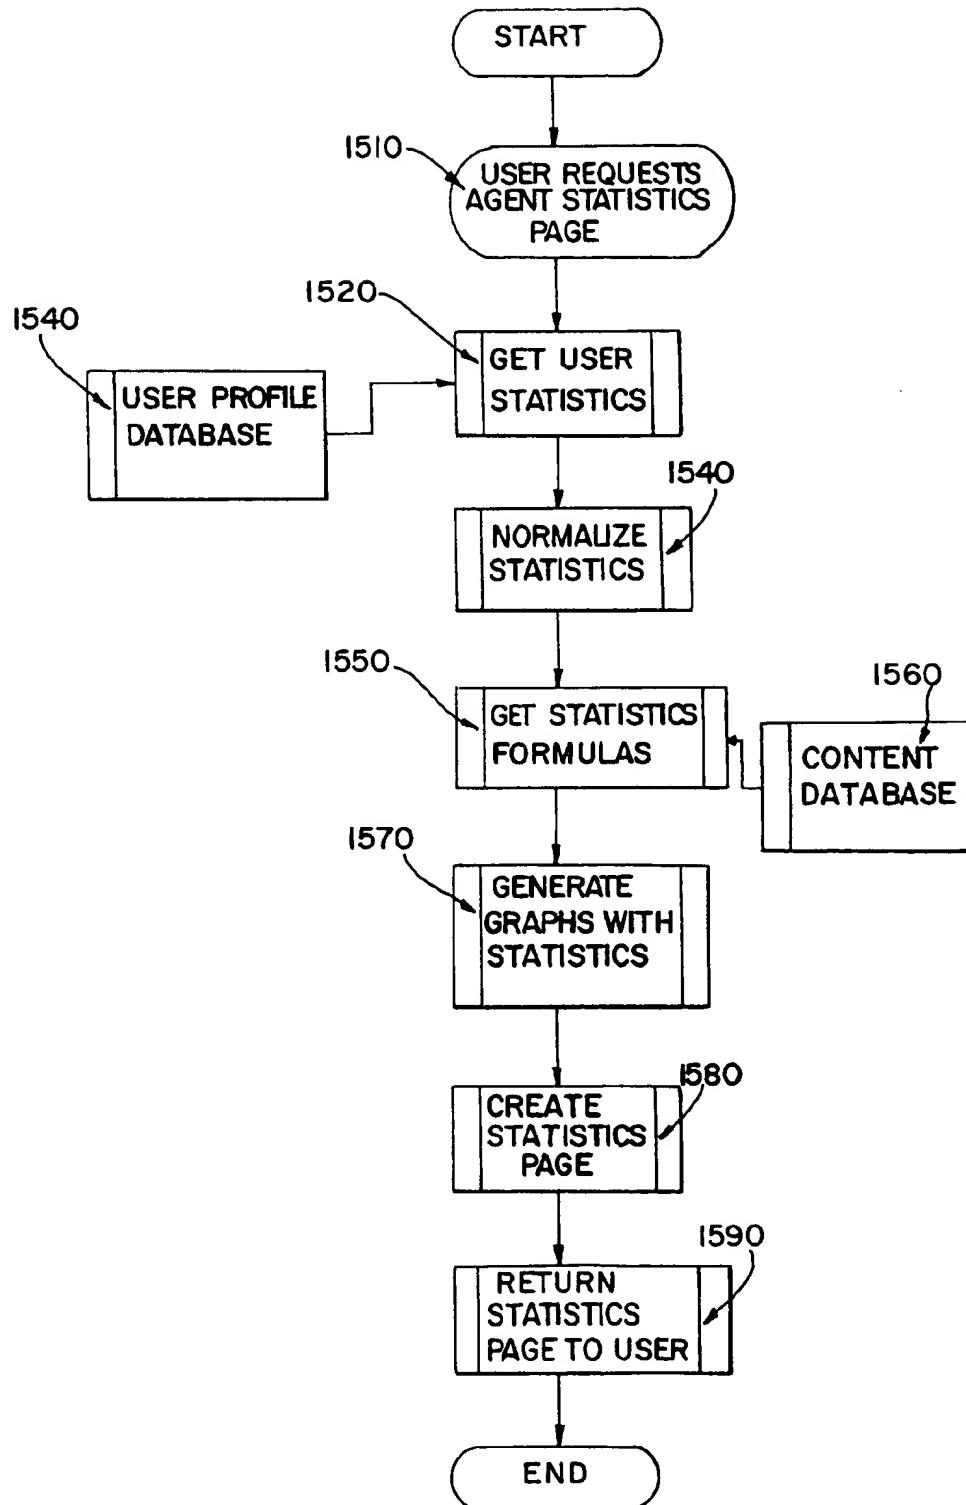 START
1510
USER REQUESTS
AGENT STATISTICS
PAGE
1520
GET USER
STATISTICS
1540
USER PROFILE
DATABASE
1540
NORMALIZE
STATISTICS
1550
GET STATISTICS
FORMULAS
1560
CONTENT
DATABASE
1570
GENERATE
GRAPHS WITH
STATISTICS
1580
CREATE
STATISTICS
PAGE
1590
RETURN
STATISTICS
PAGE TO USER
END